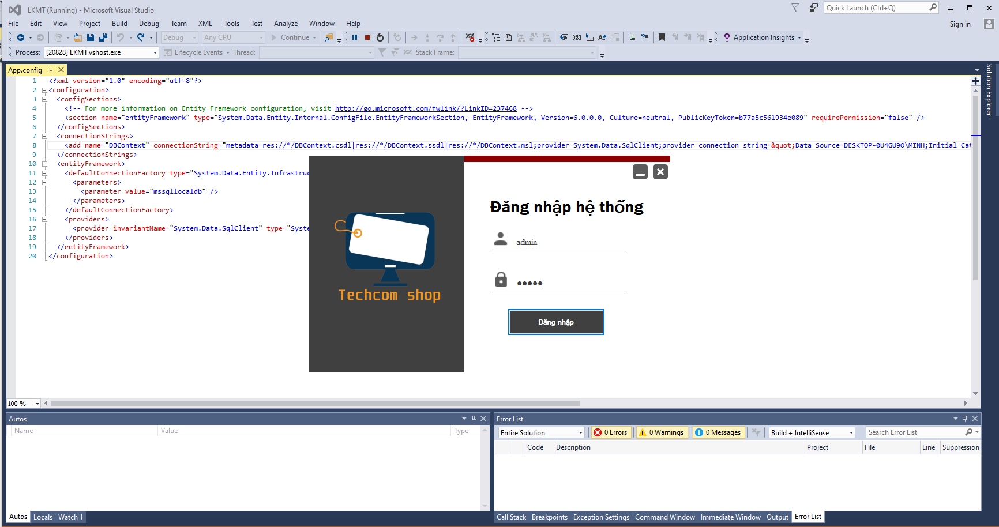 LKMT (Running) - Microsoft Visual Studio
Quick Launch (Ctrl+Q)
File Edit View Project Build Debug Team XML Tools Test Analyze Window Help
Sign in
Debug Any CPU Continue Application Insights
Process: [20828] LKMT.vshost.exe Lifecycle Events Thread: Stack Frame:
App.config
Solution Explorer
1 <?xml version="1.0" encoding="utf-8"?>
2 <configuration>
3 <configSections>
4 <!-- For more information on Entity Framework configuration, visit http://go.microsoft.com/fwlink/?LinkID=237468 -->
5 <section name="entityFramework" type="System.Data.Entity.Internal.ConfigFile.EntityFrameworkSection, EntityFramework, Version=6.0.0.0, Culture=neutral, PublicKeyToken=b77a5c561934e089" requirePermission="false" />
6 </configSections>
7 <connectionStrings>
8 <add name="DBContext" connectionString="metadata=res://*/DBContext.csdl|res://*/DBContext.ssdl|res://*/DBContext.msl;provider=System.Data.SqlClient;provider connection string=&quot;Data Source=DESKTOP-0U4GU9O\MINH;Initial Cat
9 </connectionStrings>
10 <entityFramework>
11 <defaultConnectionFactory type="System.Data.Entity.Infrastruc
12 <parameters>
13 <parameter value="mssqllocaldb" />
14 </parameters>
15 </defaultConnectionFactory>
16 <providers>
17 <provider invariantName="System.Data.SqlClient" type="Syste
18 </providers>
19 </entityFramework>
20 </configuration>
Techcom shop
Đăng nhập hệ thống
admin
●●●●●
Đăng nhập
100 %
Autos
Name Value Type
Autos Locals Watch 1
Error List
Entire Solution 0 Errors 0 Warnings 0 Messages Build + IntelliSense Search Error List
Code Description Project File Line Suppression
Call Stack Breakpoints Exception Settings Command Window Immediate Window Output Error List